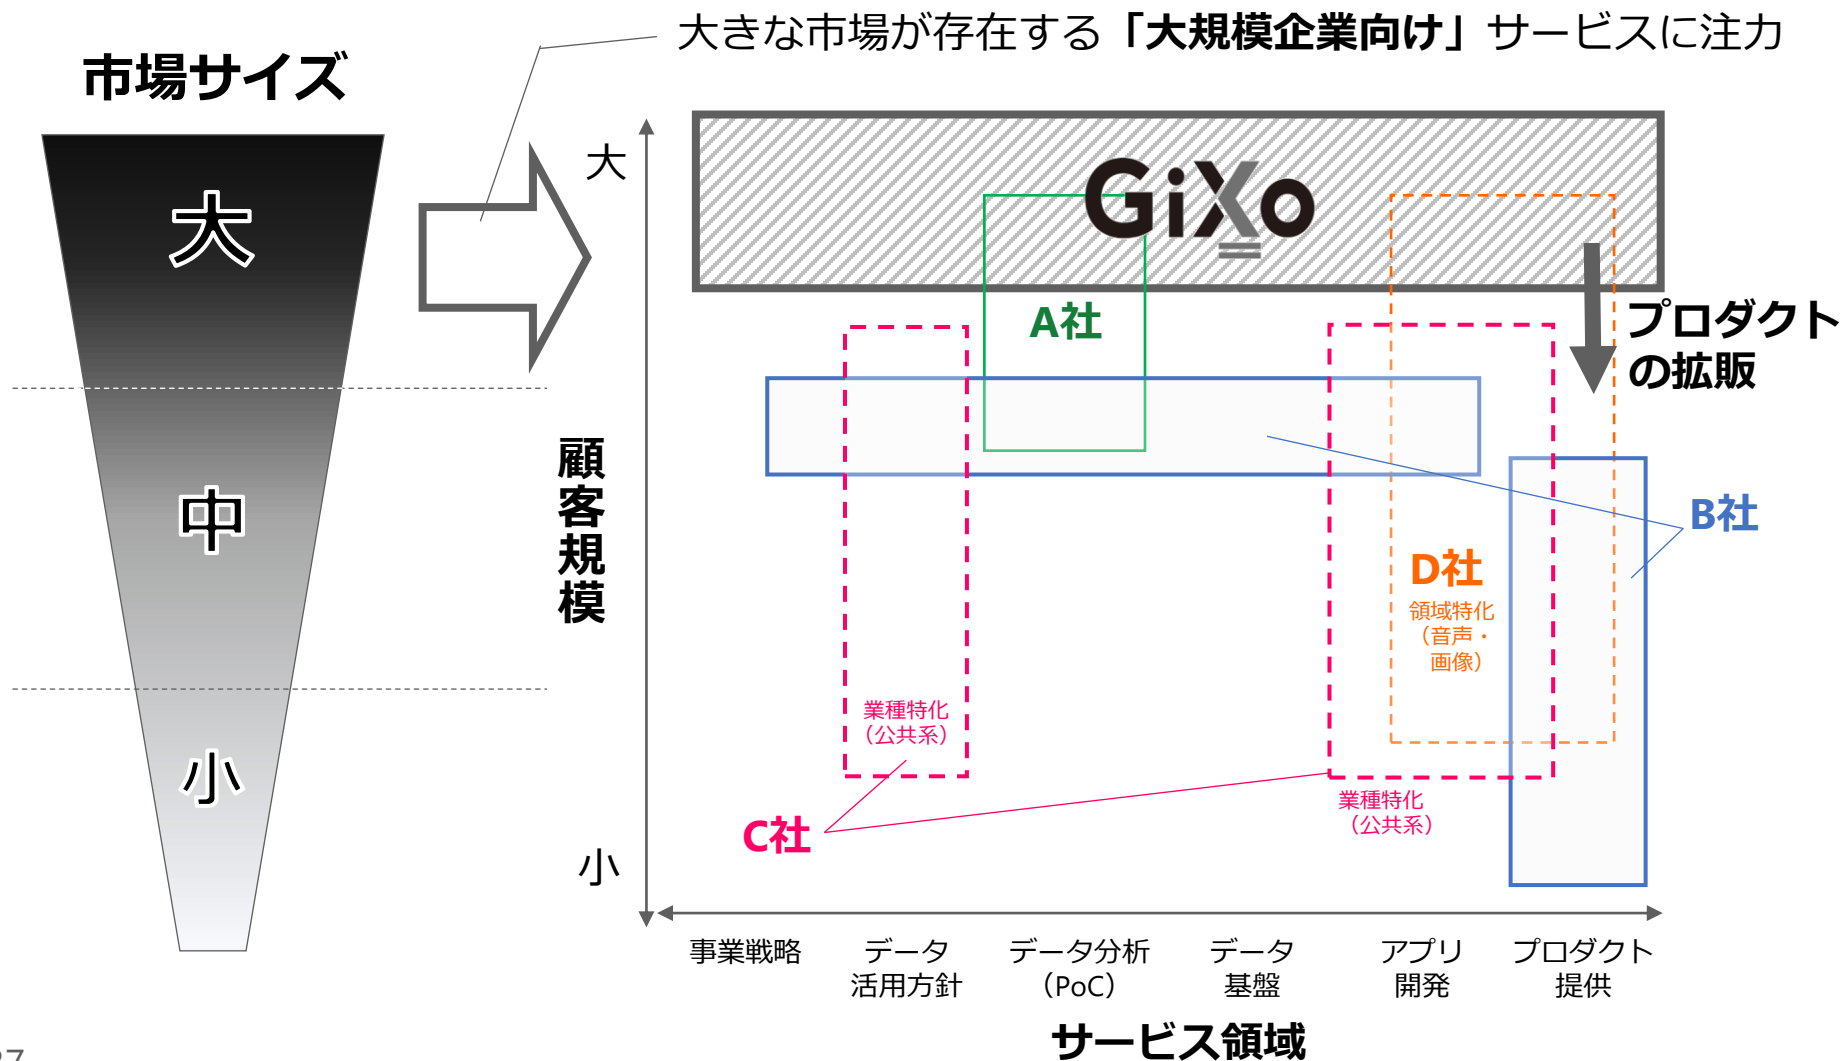 大きな市場が存在する「大規模企業向け」サービスに注力
市場サイズ
大
中
小
大
顧客規模
小
GiXo
A社
プロダクト
の拡販
B社
D社
領域特化
（音声・
画像）
業種特化
（公共系）
業種特化
（公共系）
C社
事業戦略
データ
活用方針
データ分析
（PoC）
データ
基盤
アプリ
開発
プロダクト
提供
サービス領域